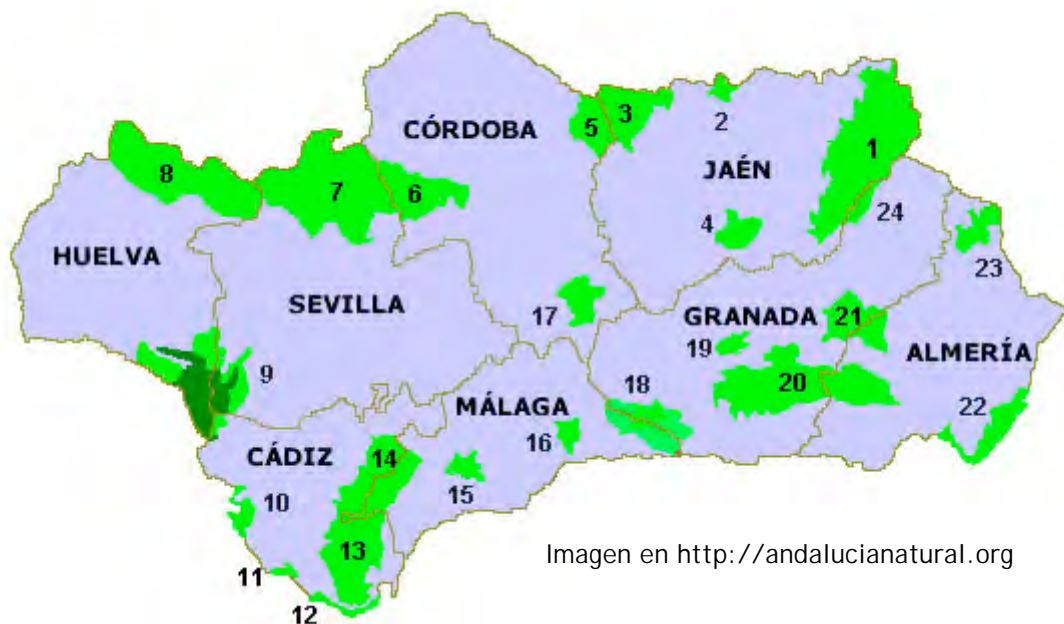 3
5
2
CÓRDOBA
1
JAÉN
8
7
6
24
4
HUELVA
23
SEVILLA
17
GRANADA
21
19
ALMERÍA
9
18
20
MÁLAGA
22
16
CÁDIZ
14
15
10
13
Imagen en http://andalucianatural.org
11
12